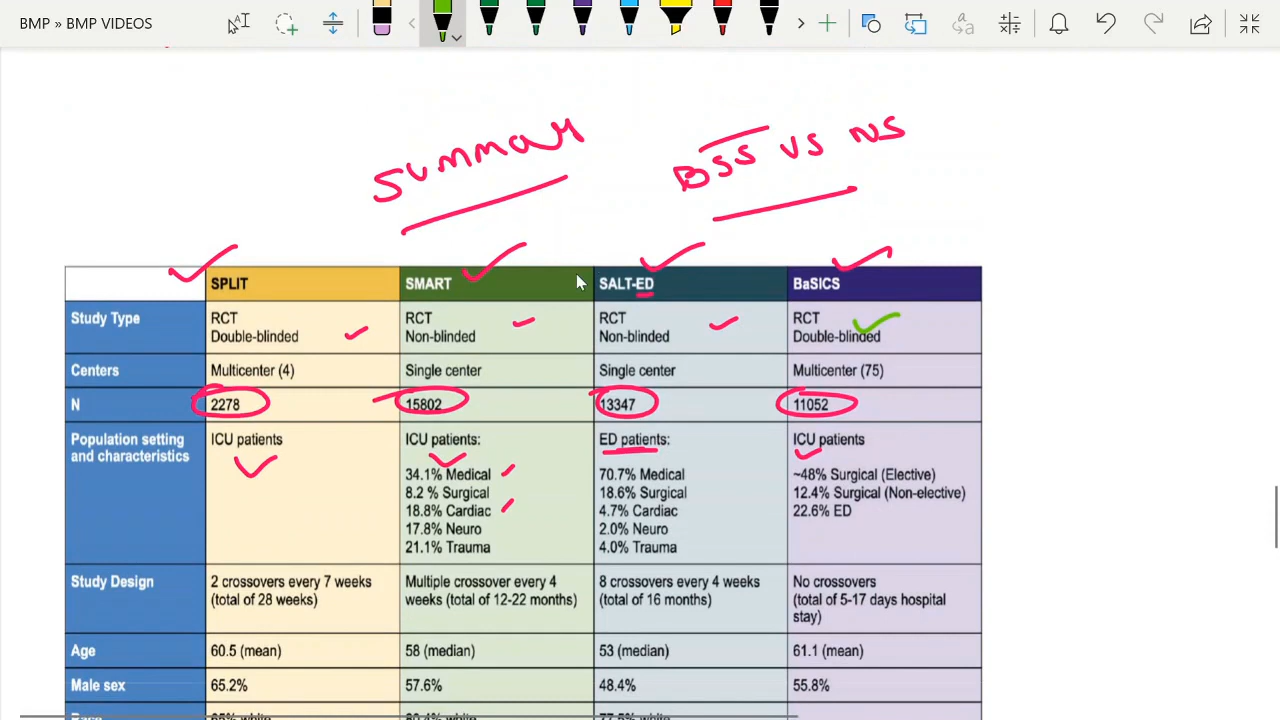 BMP » BMP VIDEOS
Summary
BSS vs NS
SPLIT SMART SALT-ED BaSICS
Study Type
RCT
Double-blinded
RCT
Non-blinded
RCT
Non-blinded
RCT
Double-blinded
Centers Multicenter (4) Single center Single center Multicenter (75)
N 2278 15802 13347 11052
Population setting
and characteristics
ICU patients
ICU patients:
34.1% Medical
8.2 % Surgical
18.8% Cardiac
17.8% Neuro
21.1% Trauma
ED patients:
70.7% Medical
18.6% Surgical
4.7% Cardiac
2.0% Neuro
4.0% Trauma
ICU patients
~48% Surgical (Elective)
12.4% Surgical (Non-elective)
22.6% ED
Study Design
2 crossovers every 7 weeks
(total of 28 weeks)
Multiple crossover every 4
weeks (total of 12-22 months)
8 crossovers every 4 weeks
(total of 16 months)
No crossovers
(total of 5-17 days hospital
stay)
Age 60.5 (mean) 58 (median) 53 (median) 61.1 (mean)
Male sex 65.2% 57.6% 48.4% 55.8%